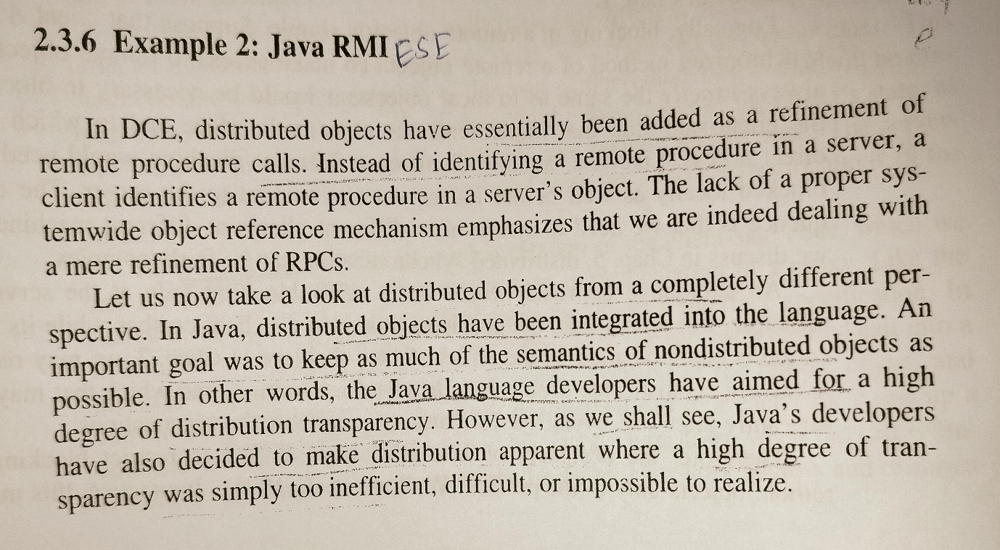 2.3.6 Example 2: Java RMI ESE
In DCE, distributed objects have essentially been added as a refinement of
remote procedure calls. Instead of identifying a remote procedure in a server, a
client identifies a remote procedure in a server's object. The lack of a proper sys-
temwide object reference mechanism emphasizes that we are indeed dealing with
a mere refinement of RPCs.
Let us now take a look at distributed objects from a completely different per-
spective. In Java, distributed objects have been integrated into the language. An
important goal was to keep as much of the semantics of nondistributed objects as
possible. In other words, the Java language developers have aimed for a high
degree of distribution transparency. However, as we shall see, Java's developers
have also decided to make distribution apparent where a high degree of tran-
sparency was simply too inefficient, difficult, or impossible to realize.